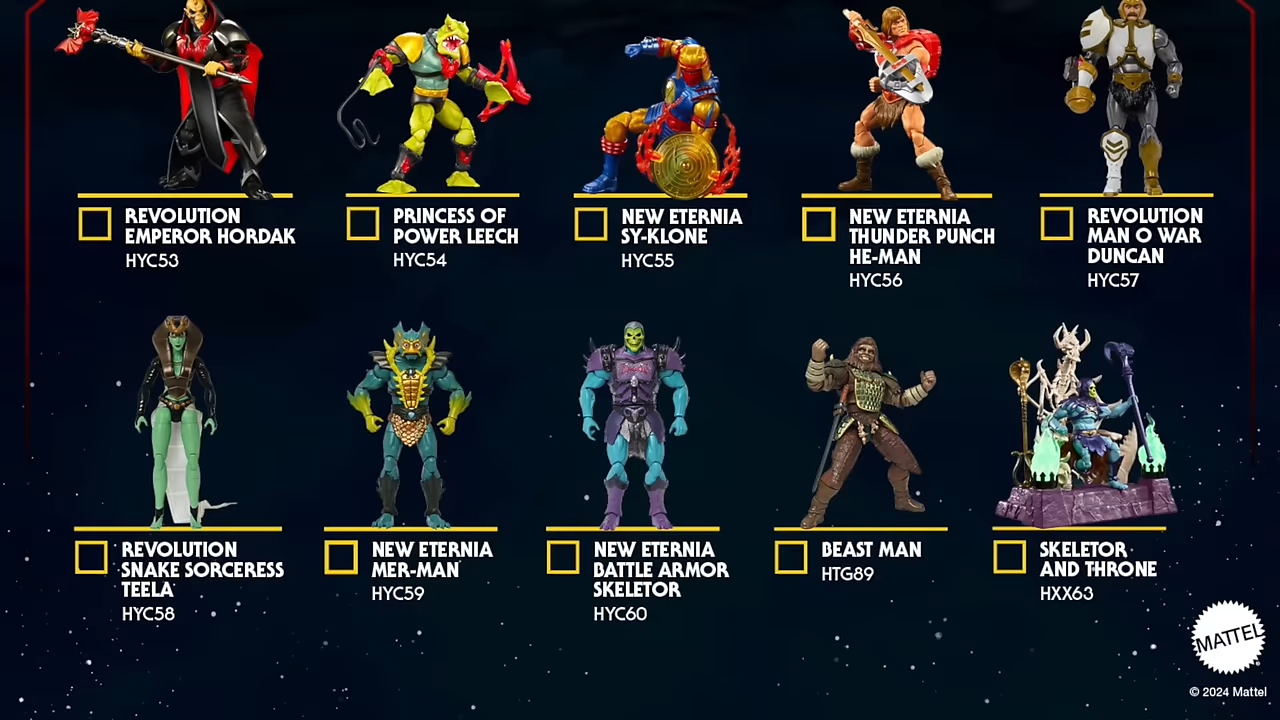 REVOLUTION
EMPEROR HORDAK
HYC53
PRINCESS OF
POWER LEECH
HYC54
NEW ETERNIA
SY-KLONE
HYC55
NEW ETERNIA
THUNDER PUNCH
HE-MAN
HYC56
REVOLUTION
MAN O WAR
DUNCAN
HYC57
REVOLUTION
SNAKE SORCERESS
TEELA
HYC58
NEW ETERNIA
MER-MAN
HYC59
NEW ETERNIA
BATTLE ARMOR
SKELETOR
HYC60
BEAST MAN
HTG89
SKELETOR
AND THRONE
HXX63
MATTEL
© 2024 Mattel